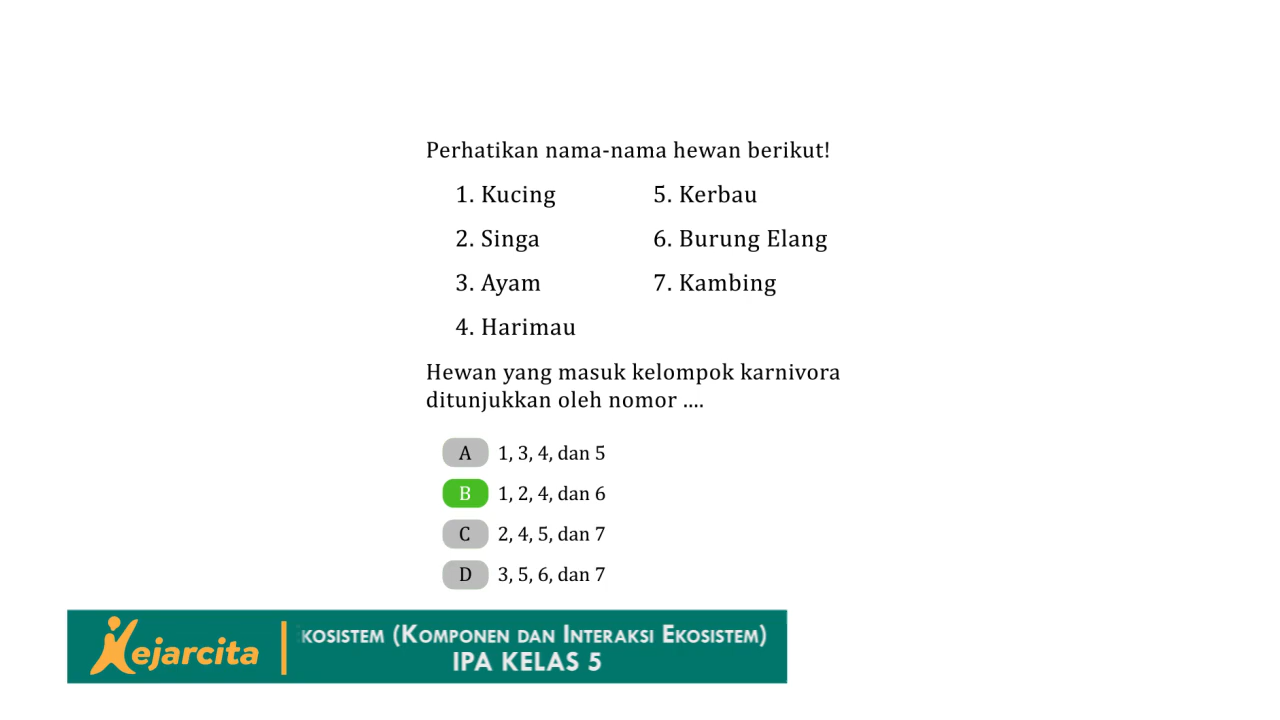 Perhatikan nama-nama hewan berikut!
1. Kucing
2. Singa
3. Ayam
4. Harimau
5. Kerbau
6. Burung Elang
7. Kambing
Hewan yang masuk kelompok karnivora
ditunjukkan oleh nomor ....
A 1, 3, 4, dan 5
B 1, 2, 4, dan 6
C 2, 4, 5, dan 7
D 3, 5, 6, dan 7
Kejarcita
KOSISTEM (KOMPONEN DAN INTERAKSI EKOSISTEM)
IPA KELAS 5